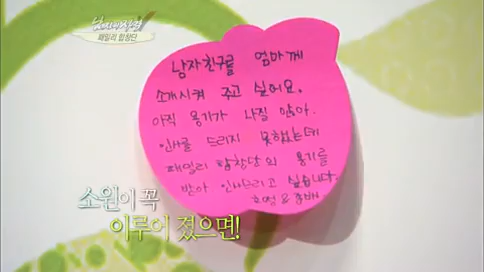 패밀리 합창단
남자친구를 엄마께
소개시켜 주고 싶어요.
아직 용기가 나질 않아
인사를 드리지 못했는데
패밀리 합창단의 용기를
받아 인사드리고 싶습니다.
소원이 꼭
이루어 졌으면!